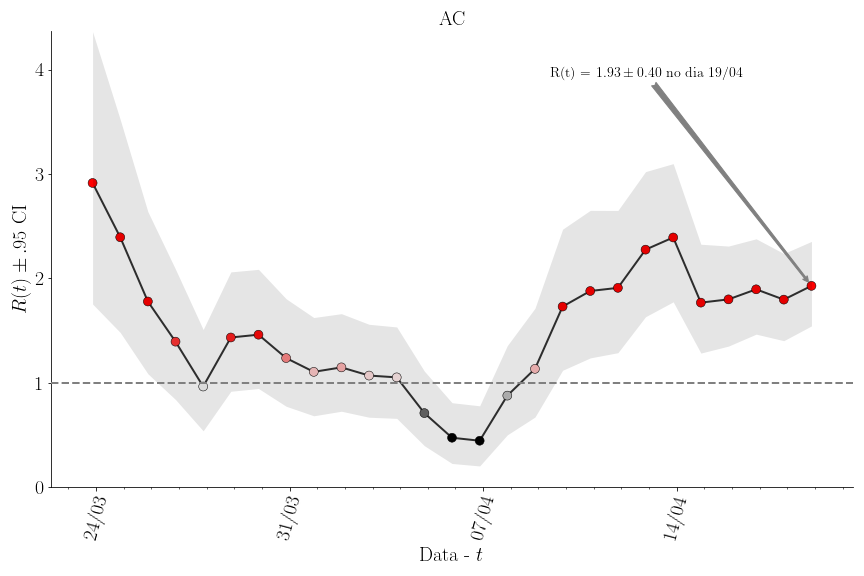 AC
R(t) = 1.93 ± 0.40 no dia 19/04
R(t) ± .95 CI
4
3
2
1
0
24/03
31/03
07/04
14/04
Data - t